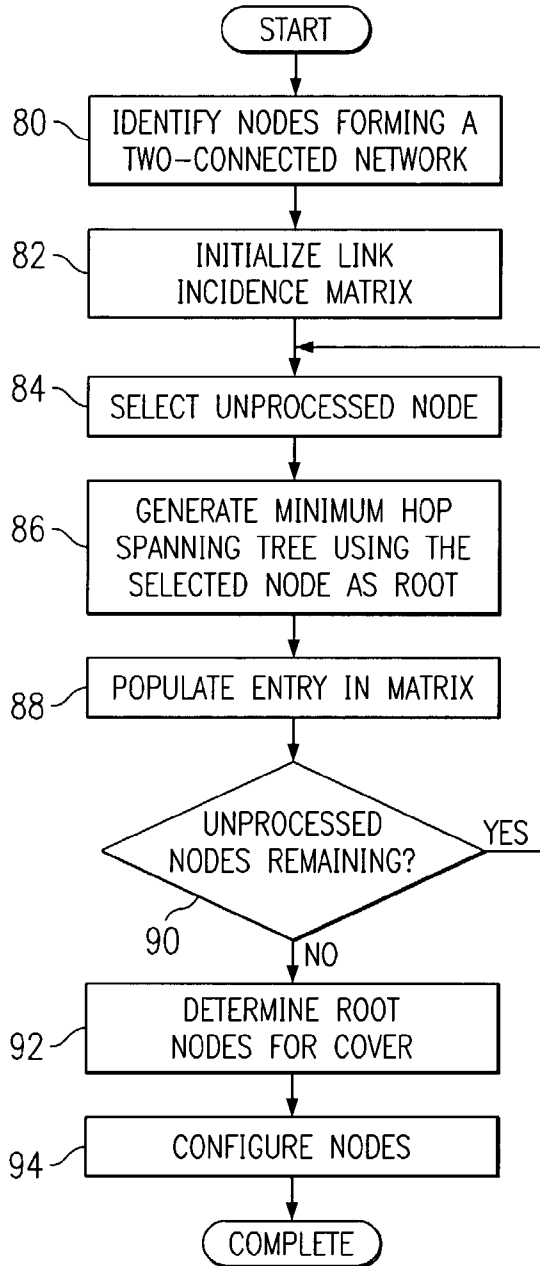 START
80
IDENTIFY NODES FORMING A
TWO-CONNECTED NETWORK
82
INITIALIZE LINK
INCIDENCE MATRIX
84
SELECT UNPROCESSED NODE
86
GENERATE MINIMUM HOP
SPANNING TREE USING THE
SELECTED NODE AS ROOT
88
POPULATE ENTRY IN MATRIX
UNPROCESSED
NODES REMAINING?
YES
90
NO
92
DETERMINE ROOT
NODES FOR COVER
94
CONFIGURE NODES
COMPLETE